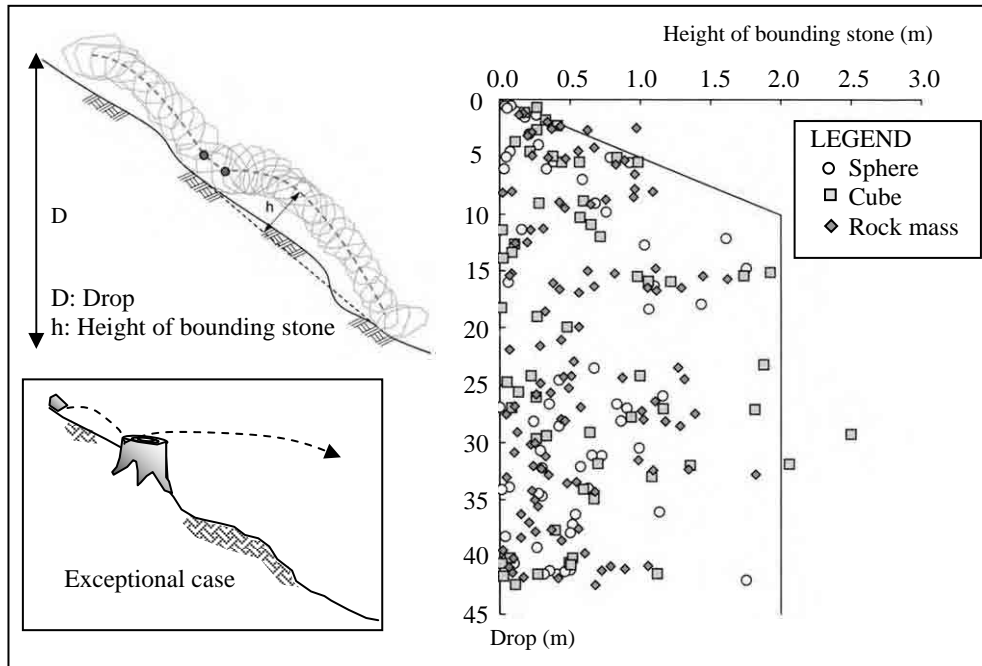 D
h
D: Drop
h: Height of bounding stone
Exceptional case
Height of bounding stone (m)
0.0 0.5 1.0 1.5 2.0 2.5 3.0
0
5
10
15
20
25
30
35
40
45
Drop (m)
LEGEND
Sphere
Cube
Rock mass